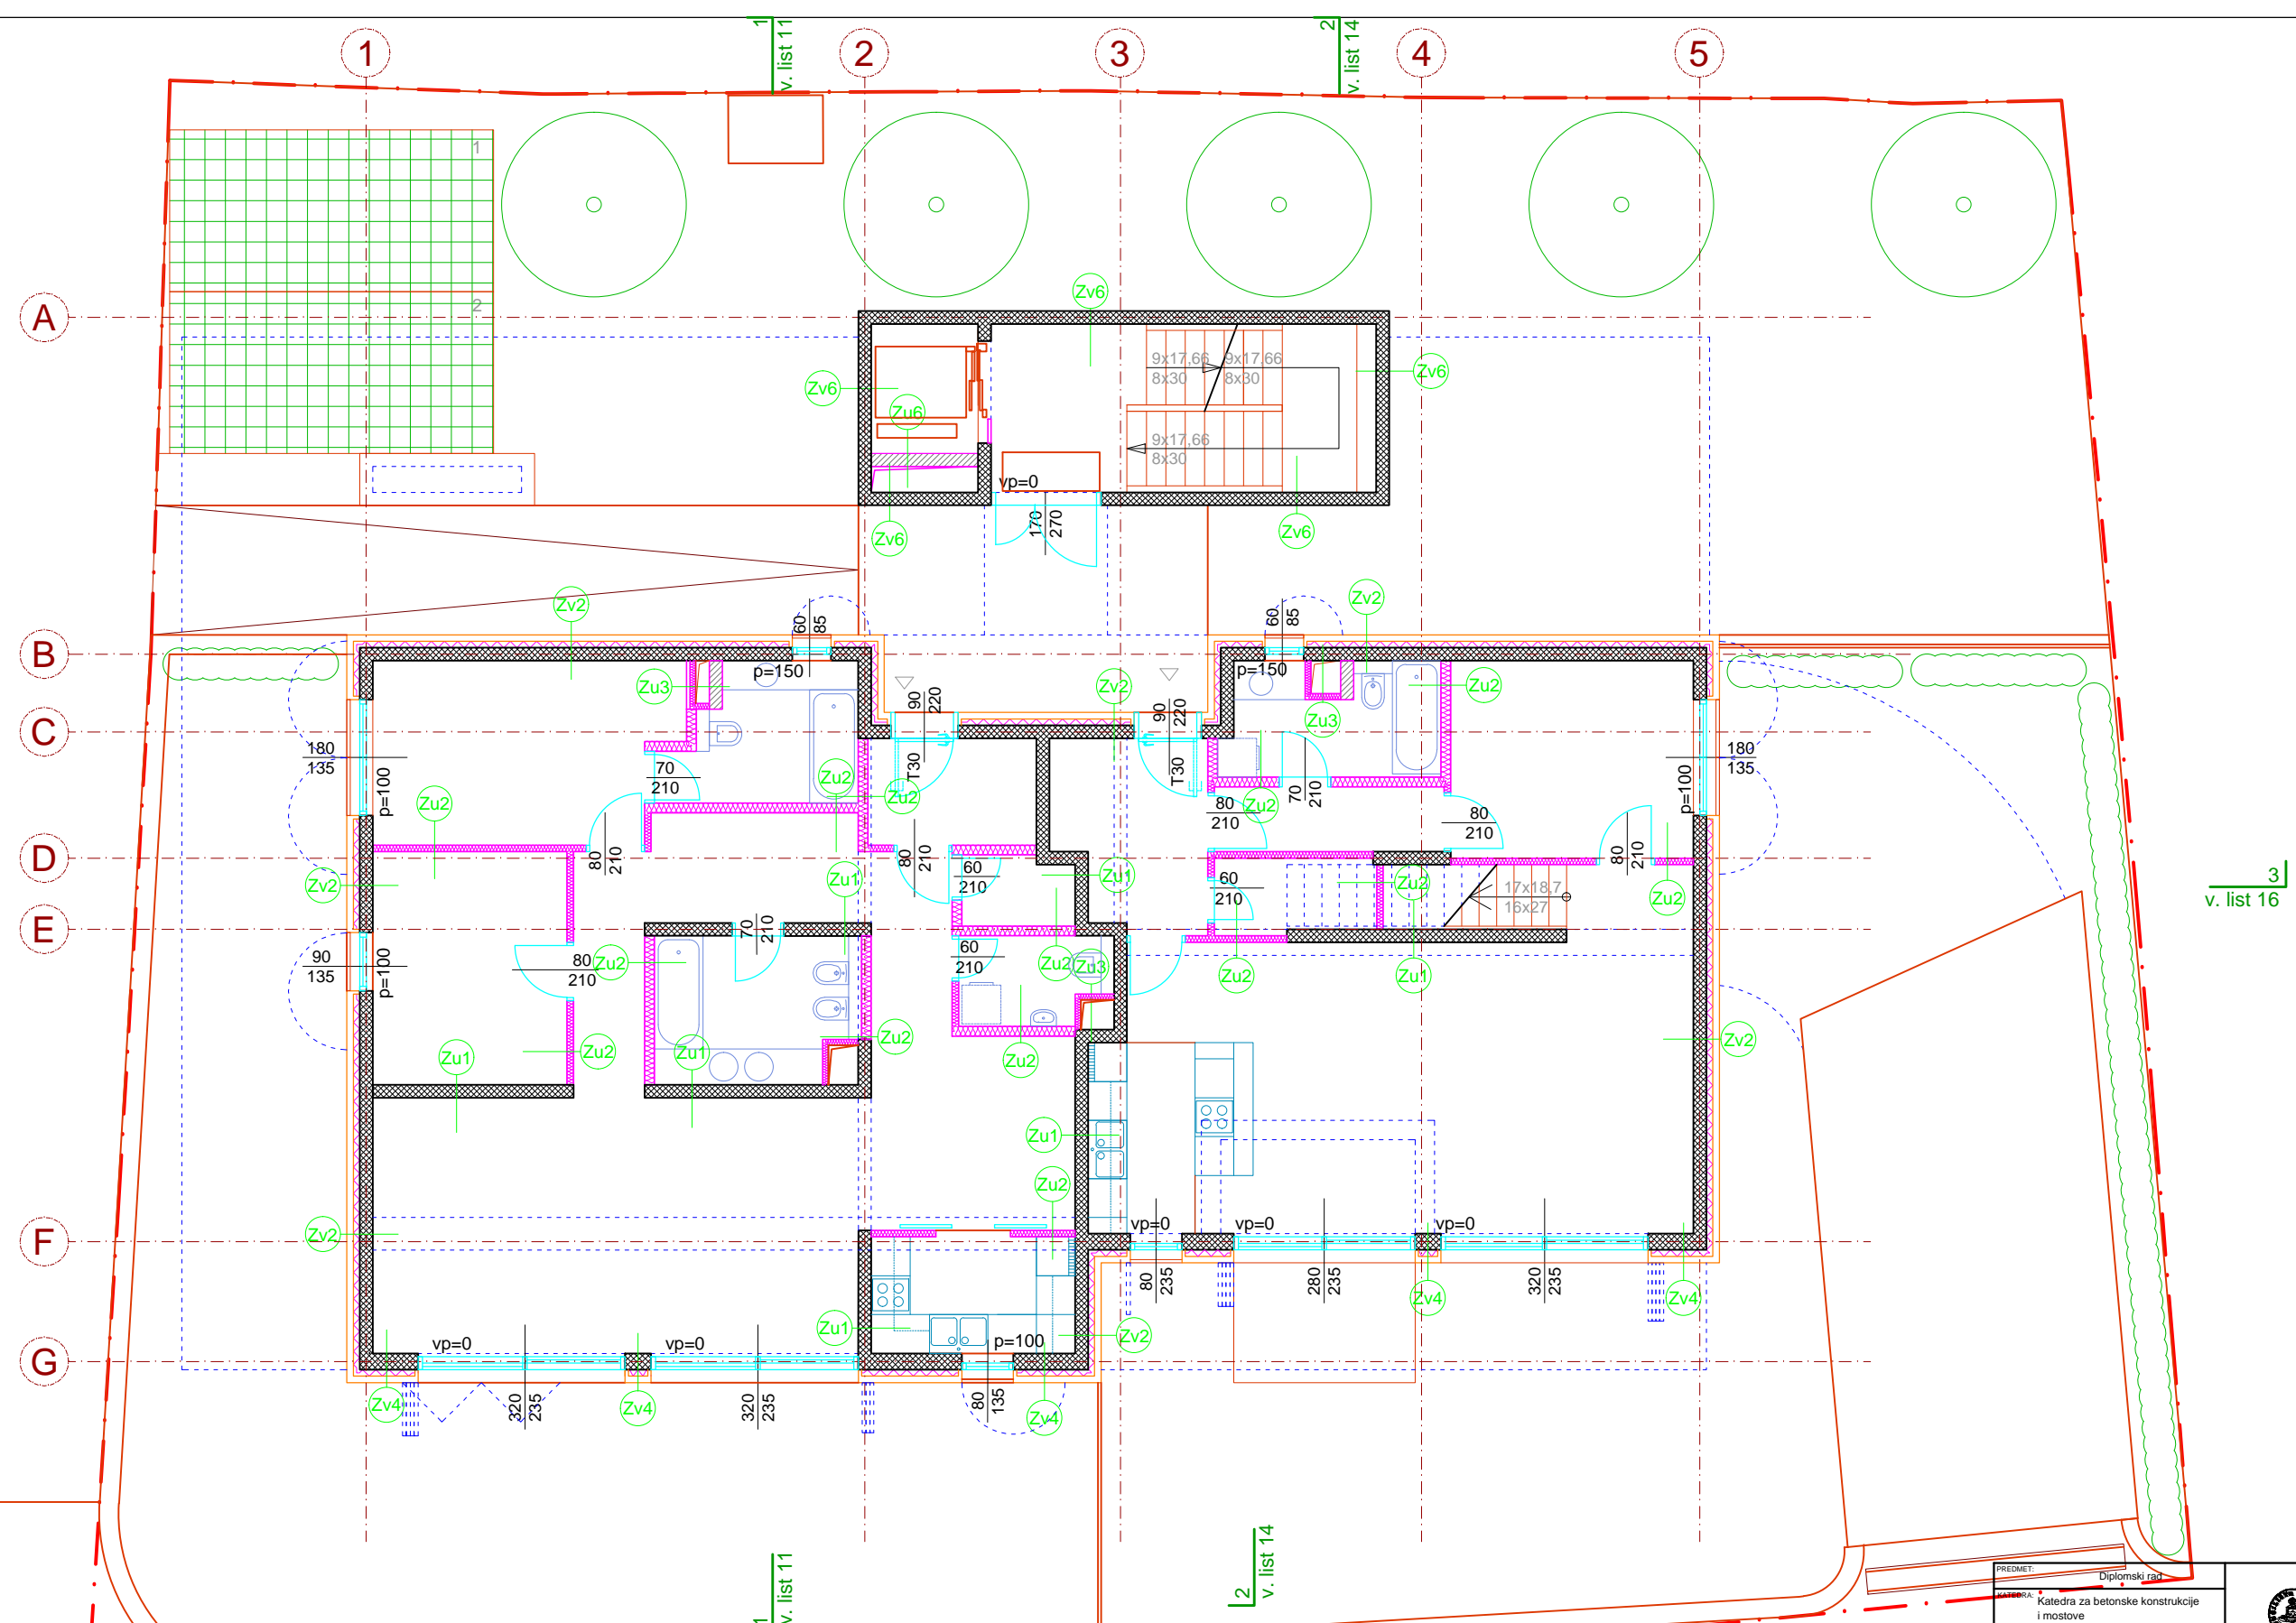 1
v. list 11
2
v. list 14
1
2
3
4
5
1
2
A
Zv6
9x17,66
8x30
9x17,66
8x30
Zv6
Zv6
Zu6
9x17,66
8x30
vp=0
170
270
Zv6
Zv6
Zv2
60
85
60
85
Zv2
B
p=150
p=150
Zu3
Zv2
Zu2
90
220
90
220
Zu3
C
180
135
p=100
70
210
T30
T30
180
135
p=100
Zu2
Zu2
Zu2
Zu2
80
210
70
210
80
210
D
80
210
80
210
60
210
80
210
Zv2
Zu1
Zu1
60
210
Zu2
17x18,7
16x27
Zu2
3
v. list 16
E
70
210
90
135
p=100
80
210
Zu2
60
210
Zu2
Zu3
Zu2
Zu1
Zu1
Zu2
Zu1
Zu2
Zu2
Zv2
Zu1
Zu2
F
Zv2
vp=0
vp=0
vp=0
80
235
280
235
320
235
Zv4
Zv4
Zu1
Zv2
G
vp=0
vp=0
p=100
320
235
320
235
80
135
Zv4
Zv4
Zv4
1
v. list 11
2
v. list 14
PREDMET:
Diplomski rad
KATEDRA:
Katedra za betonske konstrukcije
i mostove